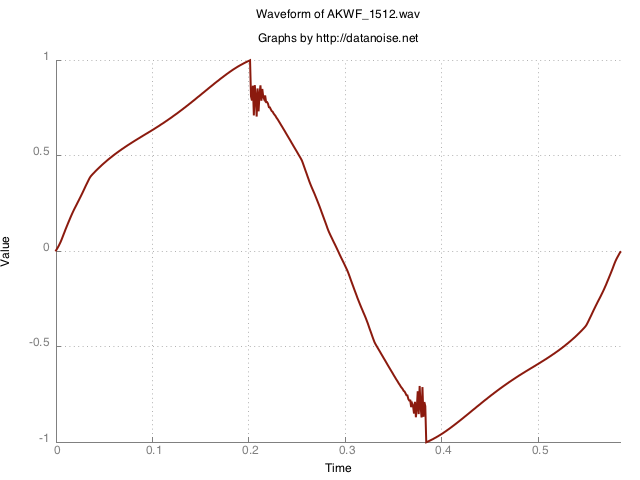 Waveform of AKWF_1512.wav
Graphs by http://datanoise.net
1
0.5
0
-0.5
-1
Value
0 0.1 0.2 0.3 0.4 0.5
Time